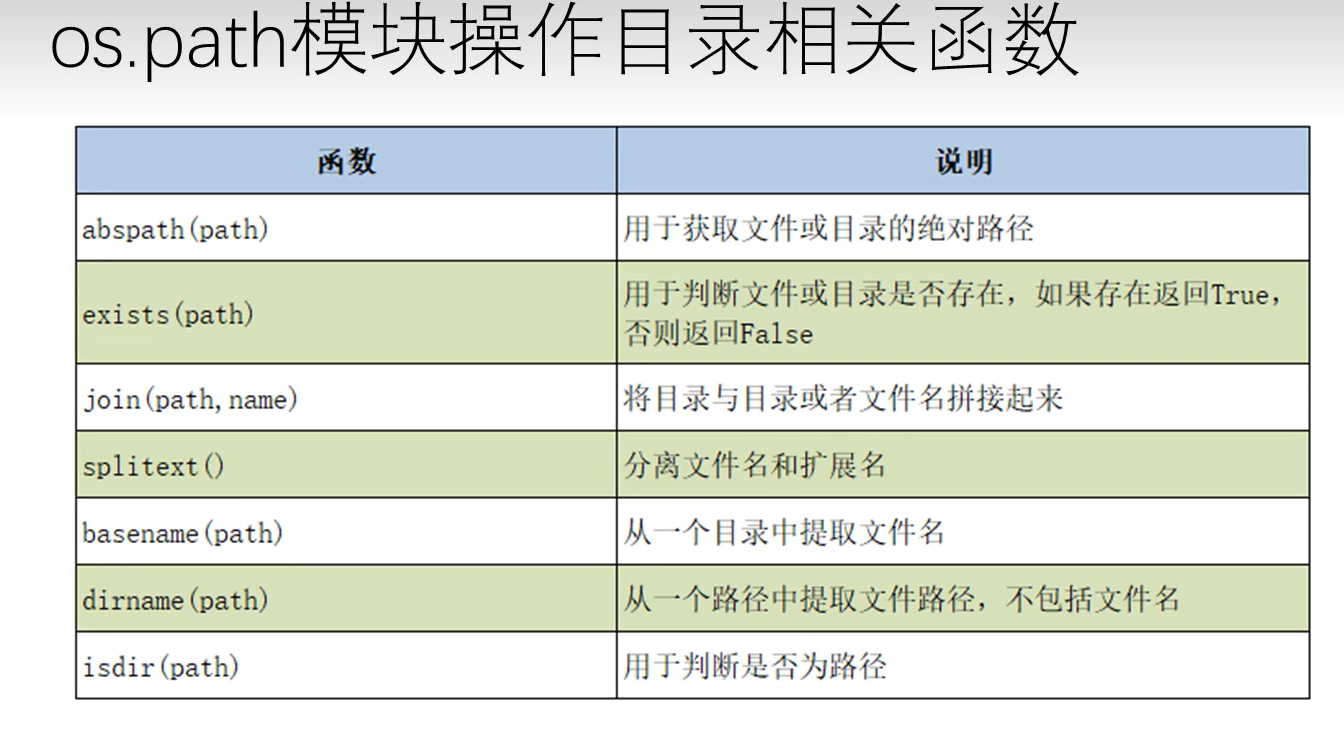 os.path模块操作目录相关函数
函数
说明
abspath(path)
用于获取文件或目录的绝对路径
exists(path)
用于判断文件或目录是否存在，如果存在返回True，
否则返回False
join(path,name)
将目录与目录或者文件名拼接起来
splitext()
分离文件名和扩展名
basename(path)
从一个目录中提取文件名
dirname(path)
从一个路径中提取文件路径，不包括文件名
isdir(path)
用于判断是否为路径